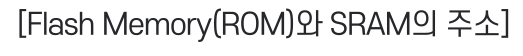 [Flash Memory(ROM)와 SRAM의 주소]